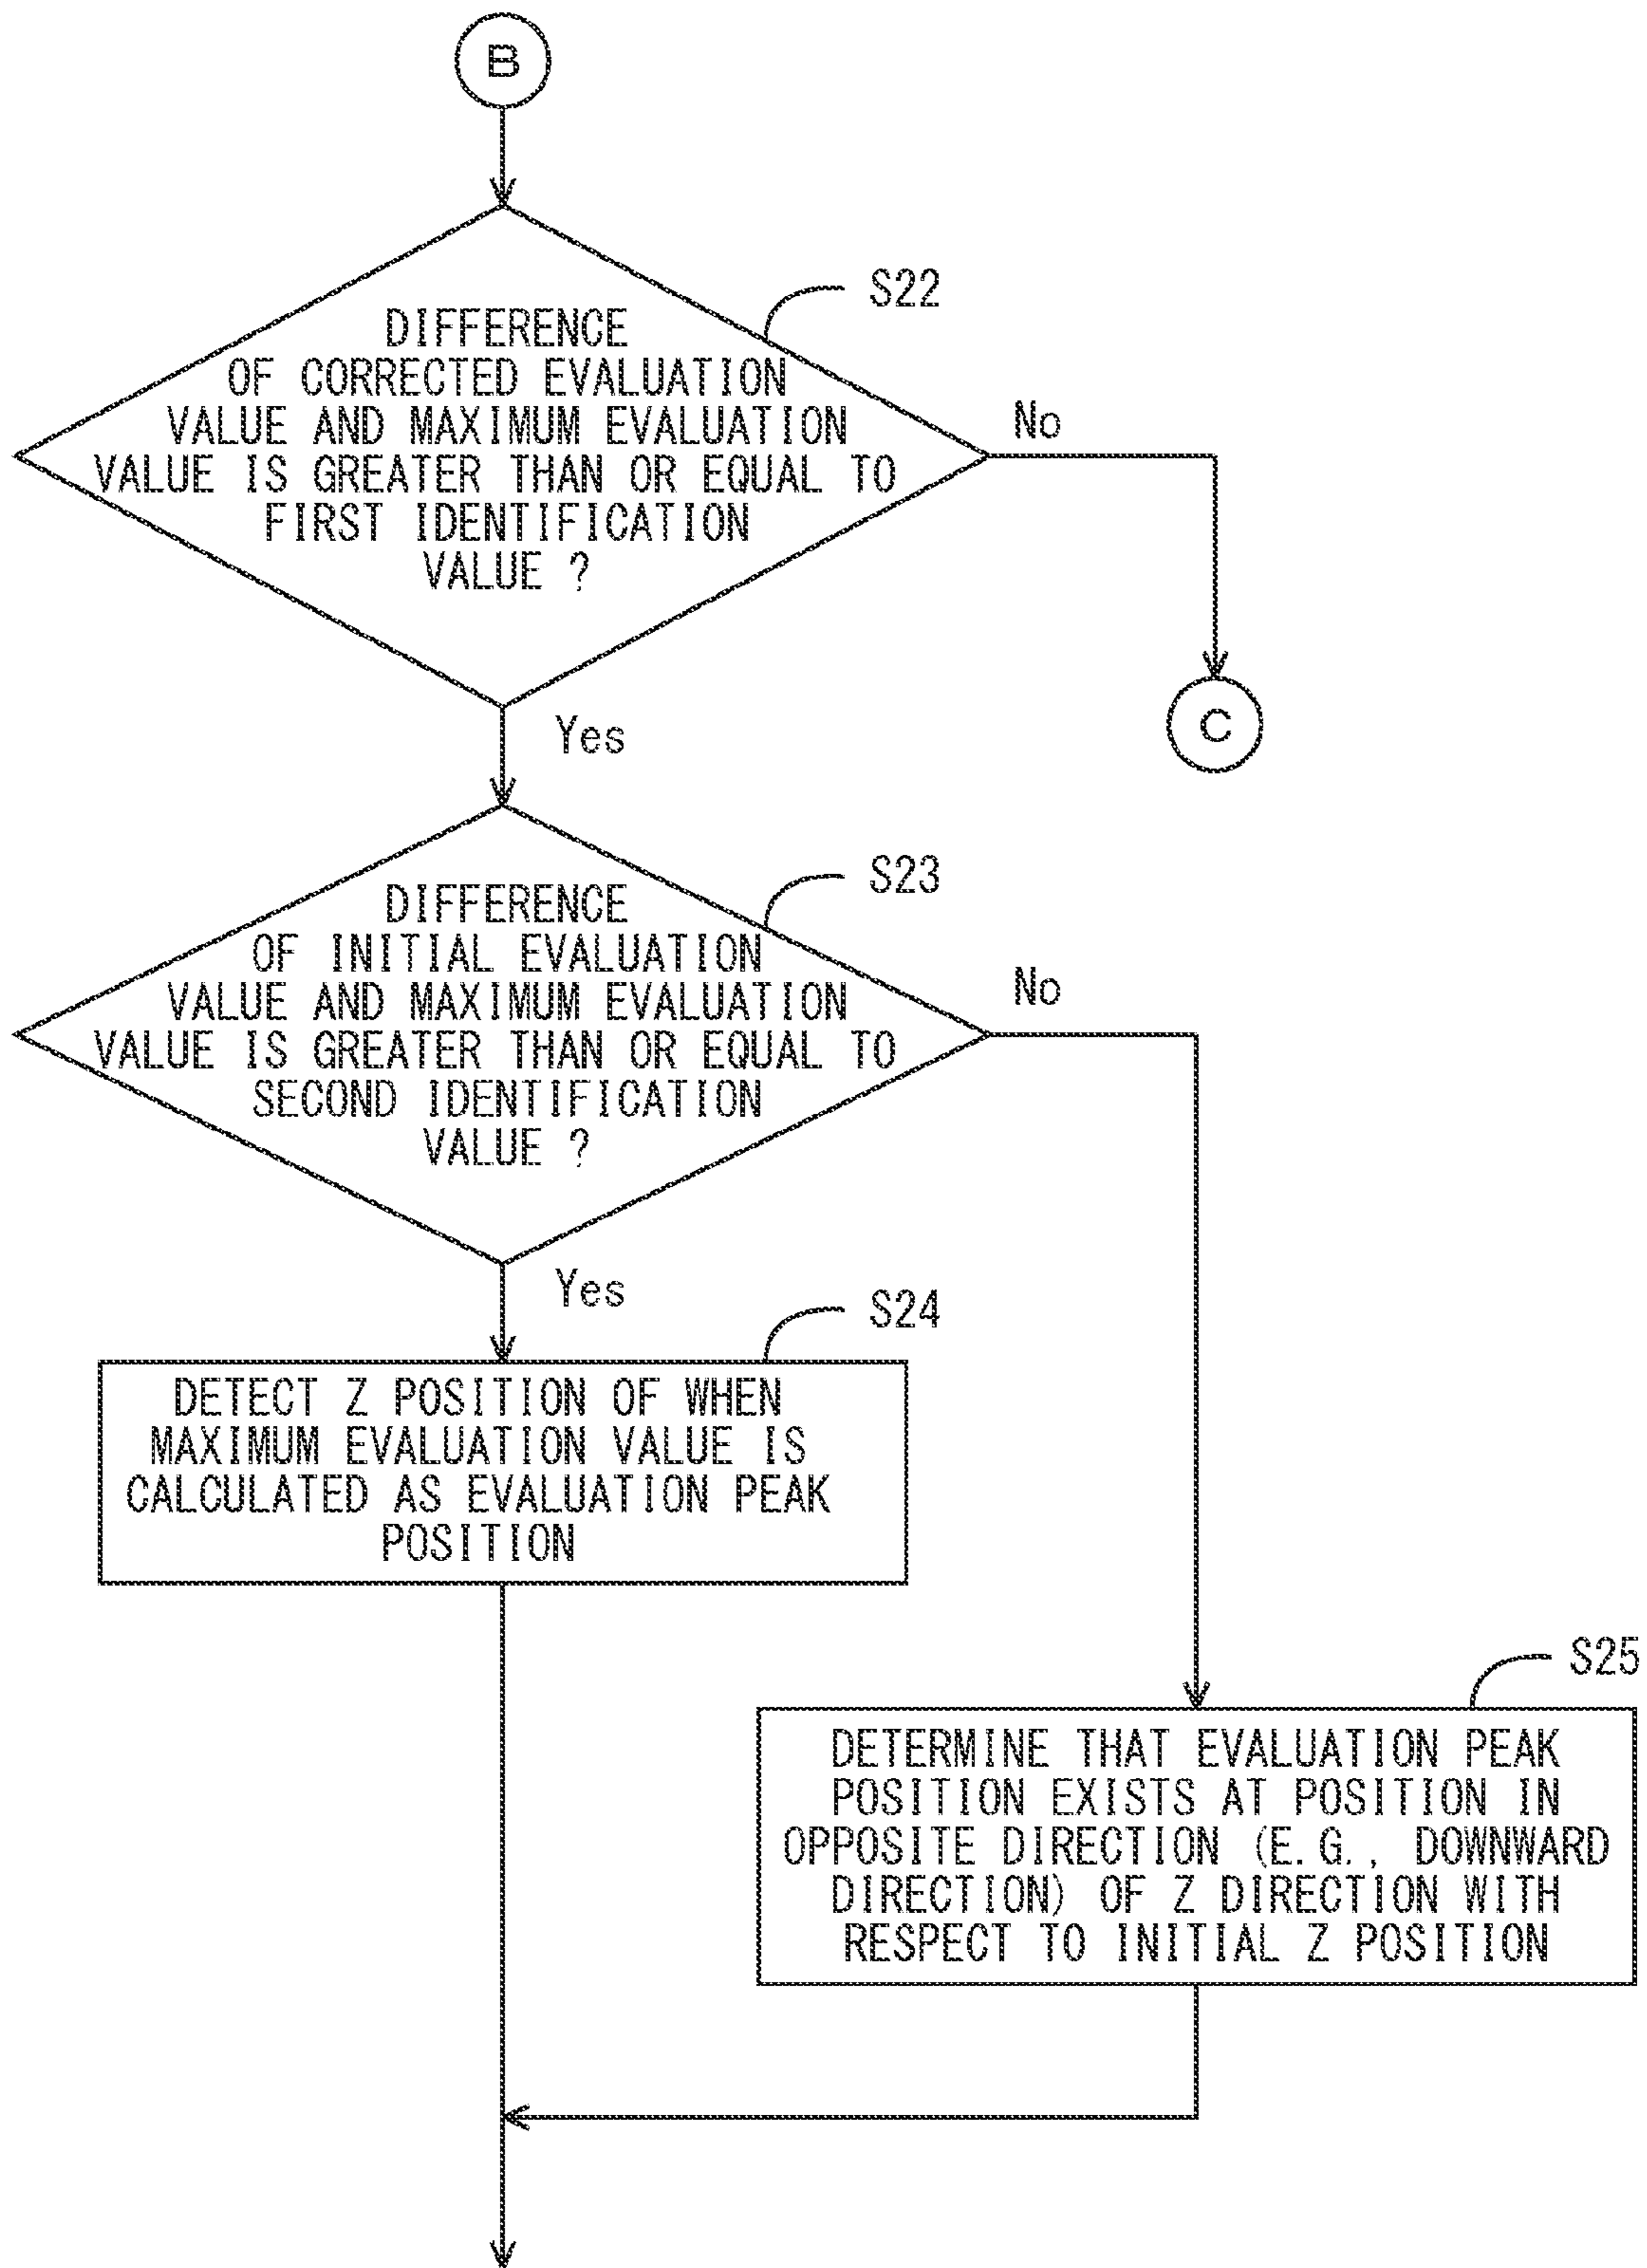 B
S22
DIFFERENCE
OF CORRECTED EVALUATION
VALUE AND MAXIMUM EVALUATION
VALUE IS GREATER THAN OR EQUAL TO
FIRST IDENTIFICATION
VALUE ?
No
C
Yes
S23
DIFFERENCE
OF INITIAL EVALUATION
VALUE AND MAXIMUM EVALUATION
VALUE IS GREATER THAN OR EQUAL TO
SECOND IDENTIFICATION
VALUE ?
No
Yes
S24
DETECT Z POSITION OF WHEN
MAXIMUM EVALUATION VALUE IS
CALCULATED AS EVALUATION PEAK
POSITION
S25
DETERMINE THAT EVALUATION PEAK
POSITION EXISTS AT POSITION IN
OPPOSITE DIRECTION (E.G., DOWNWARD
DIRECTION) OF Z DIRECTION WITH
RESPECT TO INITIAL Z POSITION